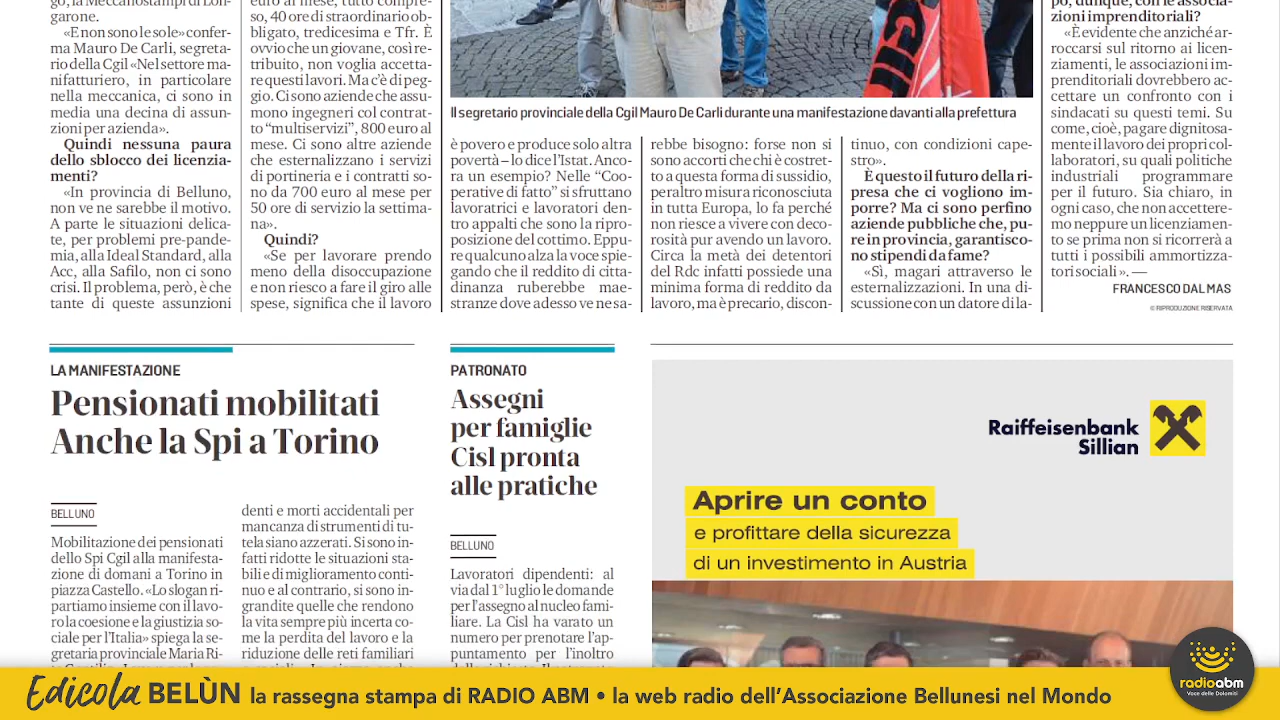 go, la Meccanostampi di Lon-
garone.
«E non sono le sole» confer-
ma Mauro De Carli, segreta-
rio della Cgil «Nel settore ma-
nifatturiero, in particolare
nella meccanica, ci sono in
media una decina di assun-
zioni per azienda».
Quindi nessuna paura
dello sblocco dei licenzia-
menti?
«In provincia di Belluno,
non ve ne sarebbe il motivo.
A parte le situazioni delica-
te, per problemi pre-pande-
mia, alla Ideal Standard, alla
Acc, alla Safilo, non ci sono
crisi. Il problema, però, è che
tante di queste assunzioni
euro al mese, tutto compre-
so, 40 ore di straordinario ob-
bligato, tredicesima e Tfr. È
ovvio che un giovane, così re-
tribuito, non voglia accetta-
re questi lavori. Ma c'è di peg-
gio. Ci sono aziende che assu-
mono ingegneri col contrat-
to "multiservizi", 800 euro al
mese. Ci sono altre aziende
che esternalizzano i servizi
di portineria e i contratti so-
no da 700 euro al mese per
50 ore di servizio la settima-
na».
Quindi?
«Se per lavorare prendo
meno della disoccupazione
e non riesco a fare il giro alle
spese, significa che il lavoro
Il segretario provinciale della Cgil Mauro De Carli durante una manifestazione davanti alla prefettura
è povero e produce solo altra
povertà – lo dice l'Istat. Anco-
ra un esempio? Nelle "Coo-
perative di fatto" si sfruttano
lavoratrici e lavoratori den-
tro appalti che sono la ripro-
posizione del cottimo. Eppu-
re qualcuno alza la voce spie-
gando che il reddito di citta-
dinanza ruberebbe mae-
stranze dove adesso ve ne sa-
rebbe bisogno: forse non si
sono accorti che chi è costret-
to a questa forma di sussidio,
peraltro misura riconosciuta
in tutta Europa, lo fa perché
non riesce a vivere con deco-
rosità pur avendo un lavoro.
Circa la metà dei detentori
del Rdc infatti possiede una
minima forma di reddito da
lavoro, ma è precario, discon-
tinuo, con condizioni cape-
stro».
È questo il futuro della ri-
presa che ci vogliono im-
porre? Ma ci sono perfino
aziende pubbliche che, pu-
re in provincia, garantisco-
no stipendi da fame?
«Sì, magari attraverso le
esternalizzazioni. In una di-
scussione con un datore di la-
po, dunque, con le associa-
zioni imprenditoriali?
«È evidente che anziché ar-
roccarsi sul ritorno ai licen-
ziamenti, le associazioni im-
prenditoriali dovrebbero ac-
cettare un confronto con i
sindacati su questi temi. Su
come, cioè, pagare dignitosa-
mente il lavoro dei propri col-
laboratori, su quali politiche
industriali programmare
per il futuro. Sia chiaro, in
ogni caso, che non accettere-
mo neppure un licenziamen-
to se prima non si ricorrerà a
tutti i possibili ammortizza-
tori sociali ». —
FRANCESCO DAL MAS
© RIPRODUZIONE RISERVATA
LA MANIFESTAZIONE
Pensionati mobilitati
Anche la Spi a Torino
BELLUNO
Mobilitazione dei pensionati
dello Spi Cgil alla manifesta-
zione di domani a Torino in
piazza Castello. «Lo slogan ri-
partiamo insieme con il lavo-
ro la coesione e la giustizia so-
ciale per l'Italia» spiega la se-
gretaria provinciale Maria Ri-
denti e morti accidentali per
mancanza di strumenti di tu-
tela siano azzerati. Si sono in-
fatti ridotte le situazioni sta-
bili e di miglioramento conti-
nuo e al contrario, si sono in-
grandite quelle che rendono
la vita sempre più incerta co-
me la perdita del lavoro e la
riduzione delle reti familiari
PATRONATO
Assegni
per famiglie
Cisl pronta
alle pratiche
BELLUNO
Lavoratori dipendenti: al
via dal 1° luglio le domande
per l'assegno al nucleo fami-
liare. La Cisl ha varato un
numero per prenotare l'ap-
puntamento per l'inoltro
Raiffeisenbank
Sillian
Aprire un conto
e profittare della sicurezza
di un investimento in Austria
Edicola BELÙN la rassegna stampa di RADIO ABM • la web radio dell'Associazione Bellunesi nel Mondo
radioabm
Voce delle Dolomiti